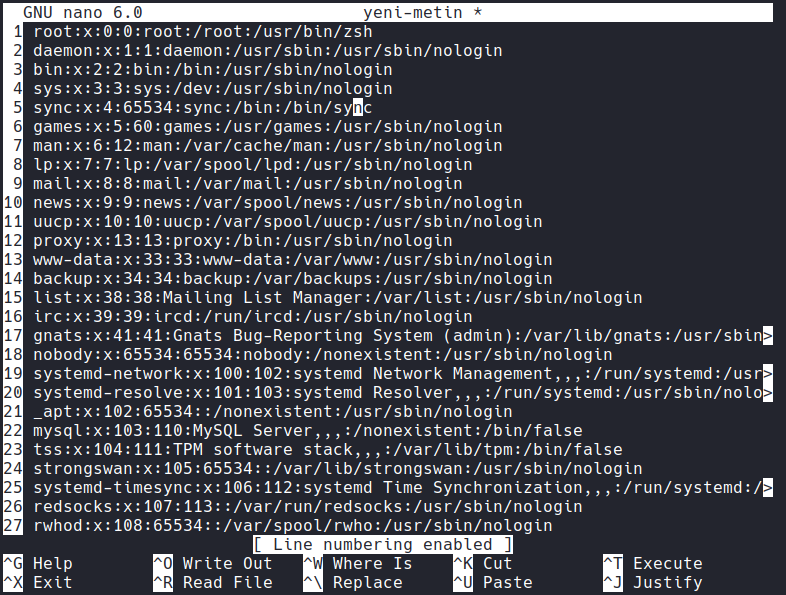 GNU nano 6.0 yeni-metin *
1 root:x:0:0:root:/root:/usr/bin/zsh
2 daemon:x:1:1:daemon:/usr/sbin:/usr/sbin/nologin
3 bin:x:2:2:bin:/bin:/usr/sbin/nologin
4 sys:x:3:3:sys:/dev:/usr/sbin/nologin
5 sync:x:4:65534:sync:/bin:/bin/sync
6 games:x:5:60:games:/usr/games:/usr/sbin/nologin
7 man:x:6:12:man:/var/cache/man:/usr/sbin/nologin
8 lp:x:7:7:lp:/var/spool/lpd:/usr/sbin/nologin
9 mail:x:8:8:mail:/var/mail:/usr/sbin/nologin
10 news:x:9:9:news:/var/spool/news:/usr/sbin/nologin
11 uucp:x:10:10:uucp:/var/spool/uucp:/usr/sbin/nologin
12 proxy:x:13:13:proxy:/bin:/usr/sbin/nologin
13 www-data:x:33:33:www-data:/var/www:/usr/sbin/nologin
14 backup:x:34:34:backup:/var/backups:/usr/sbin/nologin
15 list:x:38:38:Mailing List Manager:/var/list:/usr/sbin/nologin
16 irc:x:39:39:ircd:/run/ircd:/usr/sbin/nologin
17 gnats:x:41:41:Gnats Bug-Reporting System (admin):/var/lib/gnats:/usr/sbin>
18 nobody:x:65534:65534:nobody:/nonexistent:/usr/sbin/nologin
19 systemd-network:x:100:102:systemd Network Management,,,:/run/systemd:/usr>
20 systemd-resolve:x:101:103:systemd Resolver,,,:/run/systemd:/usr/sbin/nolo>
21 _apt:x:102:65534::/nonexistent:/usr/sbin/nologin
22 mysql:x:103:110:MySQL Server,,,:/nonexistent:/bin/false
23 tss:x:104:111:TPM software stack,,,:/var/lib/tpm:/bin/false
24 strongswan:x:105:65534::/var/lib/strongswan:/usr/sbin/nologin
25 systemd-timesync:x:106:112:systemd Time Synchronization,,,:/run/systemd:/>
26 redsocks:x:107:113::/var/run/redsocks:/usr/sbin/nologin
27 rwhod:x:108:65534::/var/spool/rwho:/usr/sbin/nologin
[ Line numbering enabled ]
^G Help ^O Write Out ^W Where Is ^K Cut ^T Execute
^X Exit ^R Read File ^\ Replace ^U Paste ^J Justify